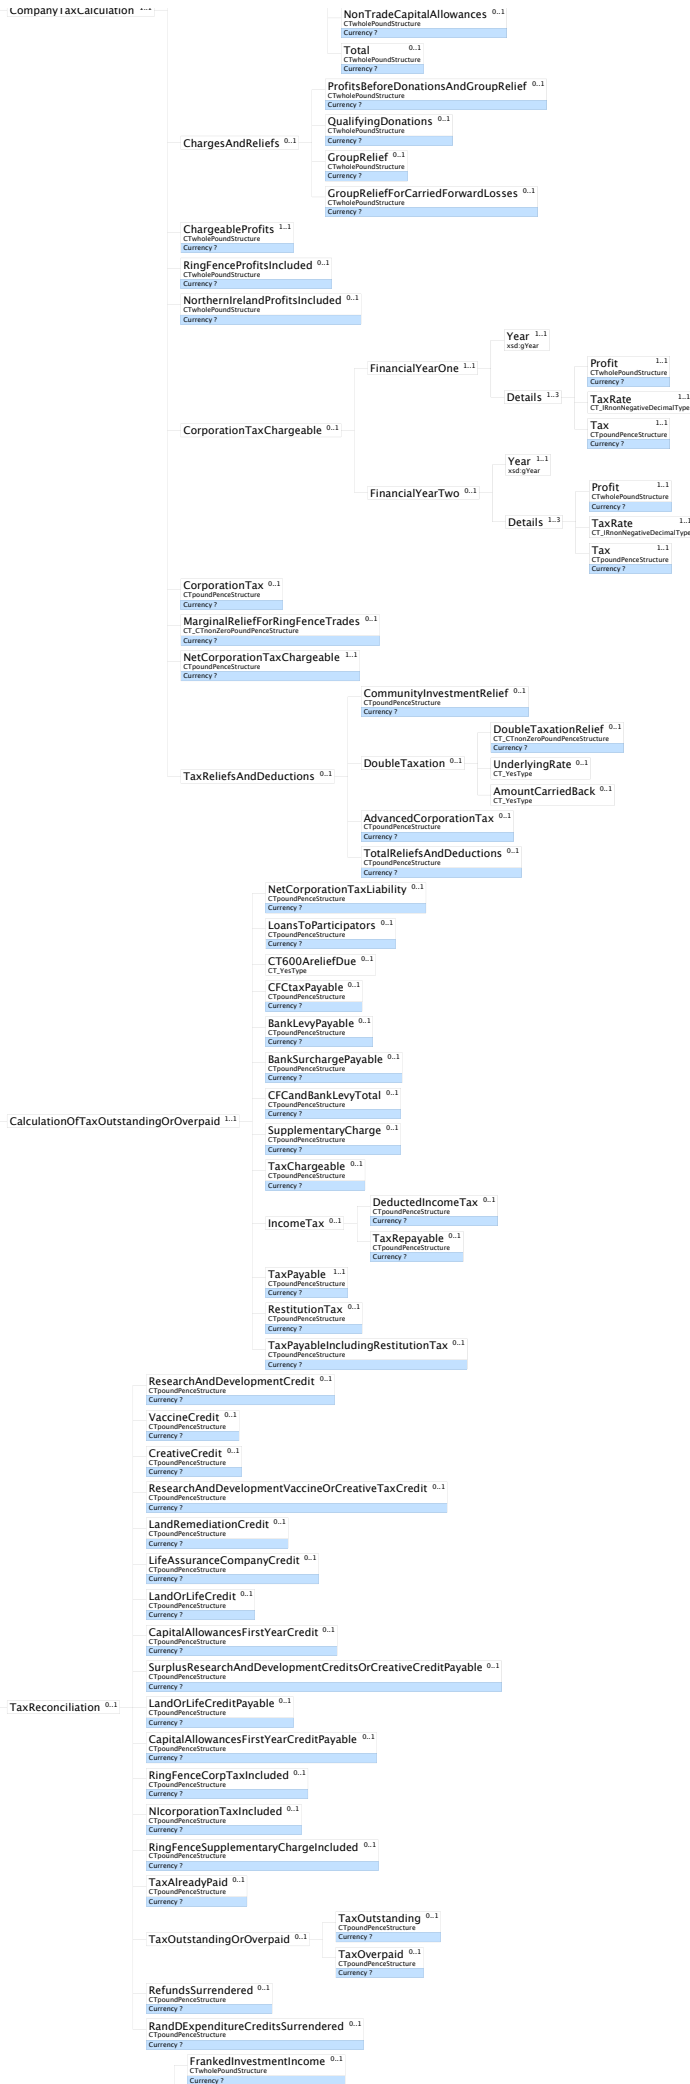 CompanyTaxCalculation
NonTradeCapitalAllowances 0..1
CTwholePoundStructure
Currency ?
Total 0..1
CTwholePoundStructure
Currency ?
ChargesAndReliefs 0..1
ProfitsBeforeDonationsAndGroupRelief 0..1
CTwholePoundStructure
Currency ?
QualifyingDonations 0..1
CTwholePoundStructure
Currency ?
GroupRelief 0..1
CTwholePoundStructure
Currency ?
GroupReliefForCarriedForwardLosses 0..1
CTwholePoundStructure
Currency ?
ChargeableProfits 1..1
CTwholePoundStructure
Currency ?
RingFenceProfitsIncluded 0..1
CTwholePoundStructure
Currency ?
NorthernIrelandProfitsIncluded 0..1
CTwholePoundStructure
Currency ?
CorporationTaxChargeable 0..1
FinancialYearOne 1..1
Year 1..1
xsd:gYear
Details 1..3
Profit 1..1
CTwholePoundStructure
Currency ?
TaxRate 1..1
CT_IRnonNegativeDecimalType
Tax 1..1
CTpoundPenceStructure
Currency ?
FinancialYearTwo 0..1
Year 1..1
xsd:gYear
Details 1..3
Profit 1..1
CTwholePoundStructure
Currency ?
TaxRate 1..1
CT_IRnonNegativeDecimalType
Tax 1..1
CTpoundPenceStructure
Currency ?
CorporationTax 0..1
CTpoundPenceStructure
Currency ?
MarginalReliefForRingFenceTrades 0..1
CT_CTnonZeroPoundPenceStructure
Currency ?
NetCorporationTaxChargeable 1..1
CTpoundPenceStructure
Currency ?
TaxReliefsAndDeductions 0..1
CommunityInvestmentRelief 0..1
CTpoundPenceStructure
Currency ?
DoubleTaxation 0..1
DoubleTaxationRelief 0..1
CT_CTnonZeroPoundPenceStructure
Currency ?
UnderlyingRate 0..1
CT_YesType
AmountCarriedBack 0..1
CT_YesType
AdvancedCorporationTax 0..1
CTpoundPenceStructure
Currency ?
TotalReliefsAndDeductions 0..1
CTpoundPenceStructure
Currency ?
CalculationOfTaxOutstandingOrOverpaid 1..1
NetCorporationTaxLiability 0..1
CTpoundPenceStructure
Currency ?
LoansToParticipators 0..1
CTpoundPenceStructure
Currency ?
CT600AreliefDue 0..1
CT_YesType
CFCtaxPayable 0..1
CTpoundPenceStructure
Currency ?
BankLevyPayable 0..1
CTpoundPenceStructure
Currency ?
BankSurchargePayable 0..1
CTpoundPenceStructure
Currency ?
CFCandBankLevyTotal 0..1
CTpoundPenceStructure
Currency ?
SupplementaryCharge 0..1
CTpoundPenceStructure
Currency ?
TaxChargeable 0..1
CTpoundPenceStructure
Currency ?
IncomeTax 0..1
DeductedIncomeTax 0..1
CTpoundPenceStructure
Currency ?
TaxRepayable 0..1
CTpoundPenceStructure
Currency ?
TaxPayable 1..1
CTpoundPenceStructure
Currency ?
RestitutionTax 0..1
CTpoundPenceStructure
Currency ?
TaxPayableIncludingRestitutionTax 0..1
CTpoundPenceStructure
Currency ?
TaxReconciliation 0..1
ResearchAndDevelopmentCredit 0..1
CTpoundPenceStructure
Currency ?
VaccineCredit 0..1
CTpoundPenceStructure
Currency ?
CreativeCredit 0..1
CTpoundPenceStructure
Currency ?
ResearchAndDevelopmentVaccineOrCreativeTaxCredit 0..1
CTpoundPenceStructure
Currency ?
LandRemediationCredit 0..1
CTpoundPenceStructure
Currency ?
LifeAssuranceCompanyCredit 0..1
CTpoundPenceStructure
Currency ?
LandOrLifeCredit 0..1
CTpoundPenceStructure
Currency ?
CapitalAllowancesFirstYearCredit 0..1
CTpoundPenceStructure
Currency ?
SurplusResearchAndDevelopmentCreditsOrCreativeCreditPayable 0..1
CTpoundPenceStructure
Currency ?
LandOrLifeCreditPayable 0..1
CTpoundPenceStructure
Currency ?
CapitalAllowancesFirstYearCreditPayable 0..1
CTpoundPenceStructure
Currency ?
RingFenceCorpTaxIncluded 0..1
CTpoundPenceStructure
Currency ?
NIcorporationTaxIncluded 0..1
CTpoundPenceStructure
Currency ?
RingFenceSupplementaryChargeIncluded 0..1
CTpoundPenceStructure
Currency ?
TaxAlreadyPaid 0..1
CTpoundPenceStructure
Currency ?
TaxOutstandingOrOverpaid 0..1
TaxOutstanding 0..1
CTpoundPenceStructure
Currency ?
TaxOverpaid 0..1
CTpoundPenceStructure
Currency ?
RefundsSurrendered 0..1
CTpoundPenceStructure
Currency ?
RandDExpenditureCreditsSurrendered 0..1
CTpoundPenceStructure
Currency ?
FrankedInvestmentIncome 0..1
CTwholePoundStructure
Currency ?